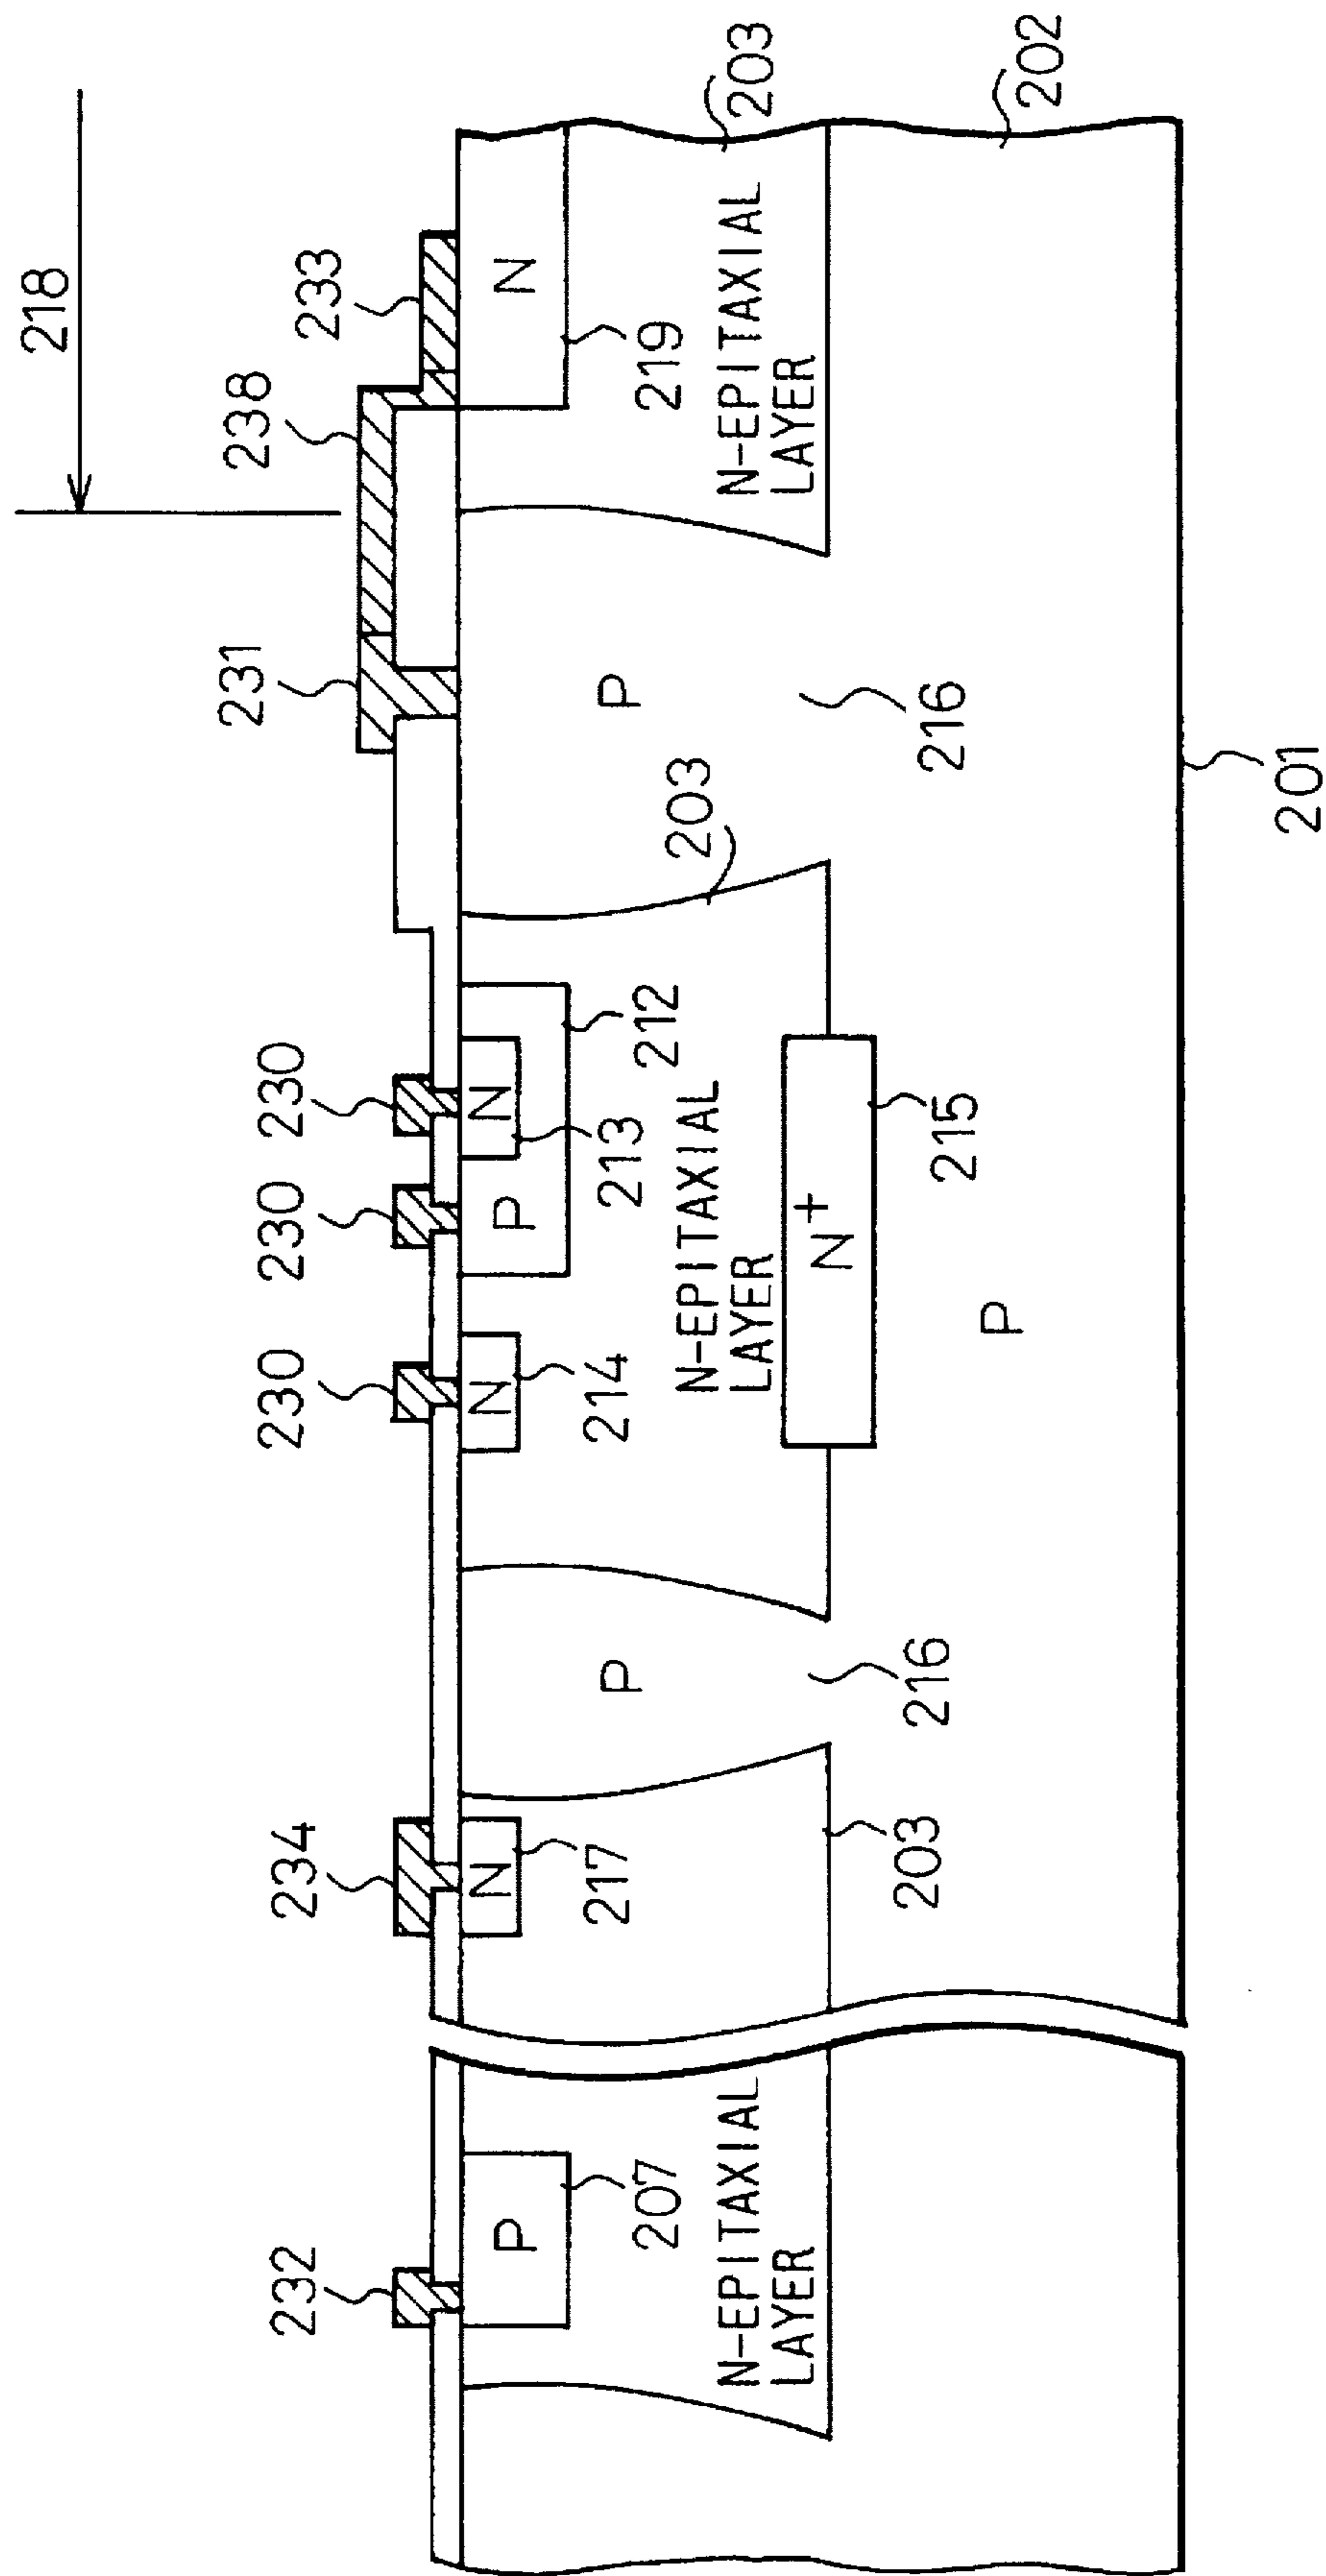 218
232
234
230
230
230
231
238
233
P
N
N
P
N
N
217
214
213
207
212
219
P
P
203
203
N-EPITAXIAL
LAYER
N-EPITAXIAL
LAYER
N-EPITAXIAL
LAYER
N+
203
216
215
216
P
202
201